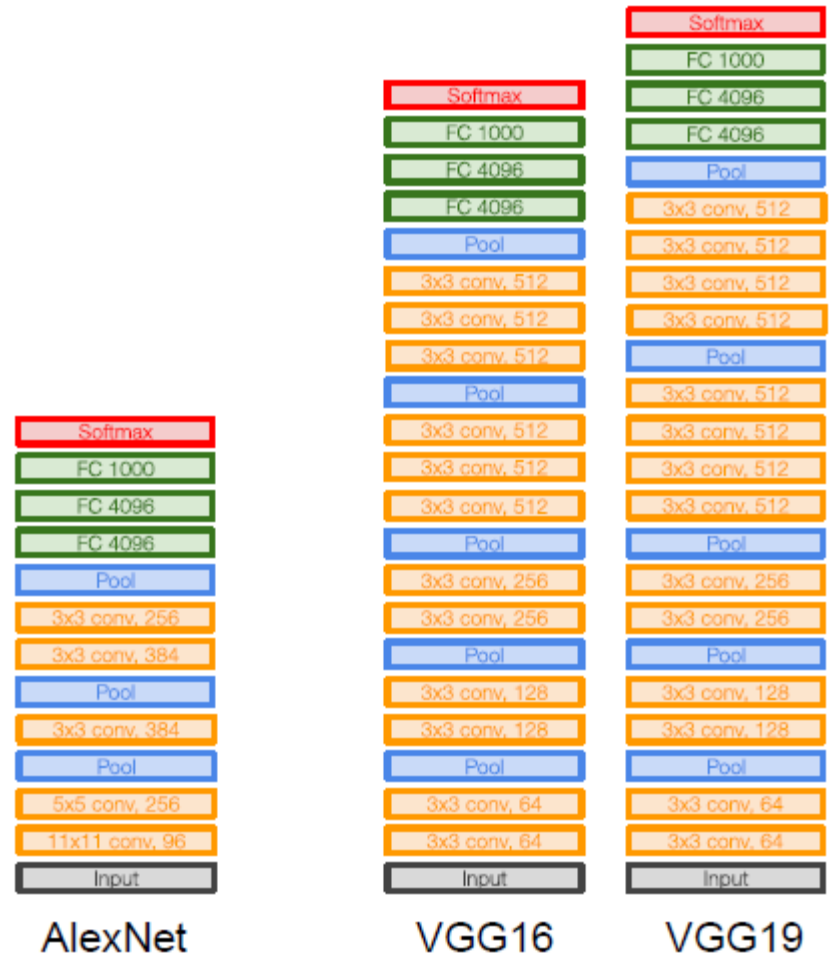 Softmax
FC 1000
FC 4096
FC 4096
Pool
3x3 conv, 256
3x3 conv, 384
Pool
3x3 conv, 384
Pool
5x5 conv, 256
11x11 conv, 96
Input
AlexNet
Softmax
FC 1000
FC 4096
FC 4096
Pool
3x3 conv, 512
3x3 conv, 512
3x3 conv, 512
Pool
3x3 conv, 512
3x3 conv, 512
3x3 conv, 512
Pool
3x3 conv, 256
3x3 conv, 256
Pool
3x3 conv, 128
3x3 conv, 128
Pool
3x3 conv, 64
3x3 conv, 64
Input
VGG16
Softmax
FC 1000
FC 4096
FC 4096
Pool
3x3 conv, 512
3x3 conv, 512
3x3 conv, 512
3x3 conv, 512
Pool
3x3 conv, 512
3x3 conv, 512
3x3 conv, 512
3x3 conv, 512
Pool
3x3 conv, 256
3x3 conv, 256
Pool
3x3 conv, 128
3x3 conv, 128
Pool
3x3 conv, 64
3x3 conv, 64
Input
VGG19